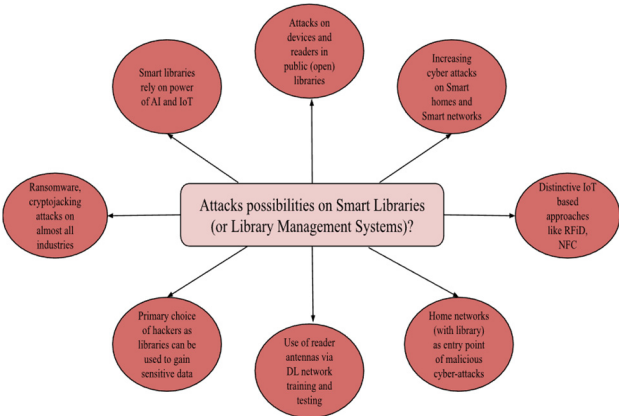 Attacks on
devices and
readers in
public (open)
libraries
Smart libraries
rely on power
of AI and IoT
Increasing
cyber attacks
on Smart
homes and
Smart networks
Ransomware,
cryptojacking
attacks on
almost all
industries
Attacks possibilities on Smart Libraries
(or Library Management Systems)?
Distinctive IoT
based
approaches
like RFiD,
NFC
Primary choice
of hackers as
libraries can be
used to gain
sensitive data
Use of reader
antennas via
DL network
training and
testing
Home networks
(with library)
as entry point
of malicious
cyber-attacks